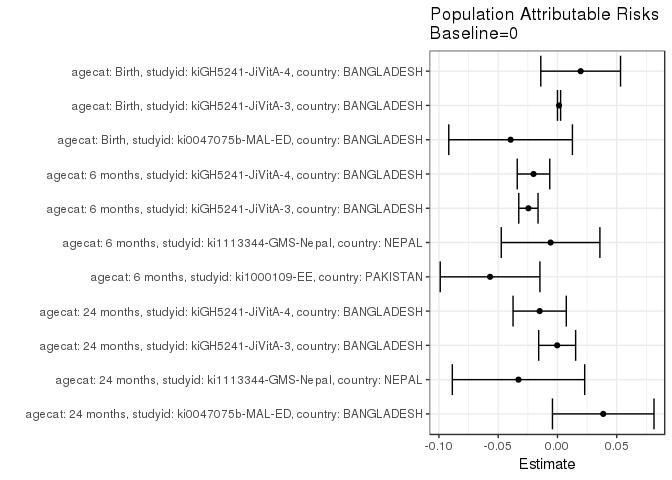 Population Attributable Risks
Baseline=0
agecat: Birth, studyid: kiGH5241-JiVitA-4, country: BANGLADESH
agecat: Birth, studyid: kiGH5241-JiVitA-3, country: BANGLADESH
agecat: Birth, studyid: ki0047075b-MAL-ED, country: BANGLADESH
agecat: 6 months, studyid: kiGH5241-JiVitA-4, country: BANGLADESH
agecat: 6 months, studyid: kiGH5241-JiVitA-3, country: BANGLADESH
agecat: 6 months, studyid: ki1113344-GMS-Nepal, country: NEPAL
agecat: 6 months, studyid: ki1000109-EE, country: PAKISTAN
agecat: 24 months, studyid: kiGH5241-JiVitA-4, country: BANGLADESH
agecat: 24 months, studyid: kiGH5241-JiVitA-3, country: BANGLADESH
agecat: 24 months, studyid: ki1113344-GMS-Nepal, country: NEPAL
agecat: 24 months, studyid: ki0047075b-MAL-ED, country: BANGLADESH
-0.10 -0.05 0.00 0.05
Estimate